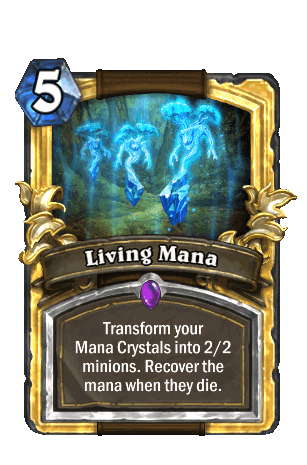 5
Living Mana
Transform your
Mana Crystals into 2/2
minions. Recover the
mana when they die.